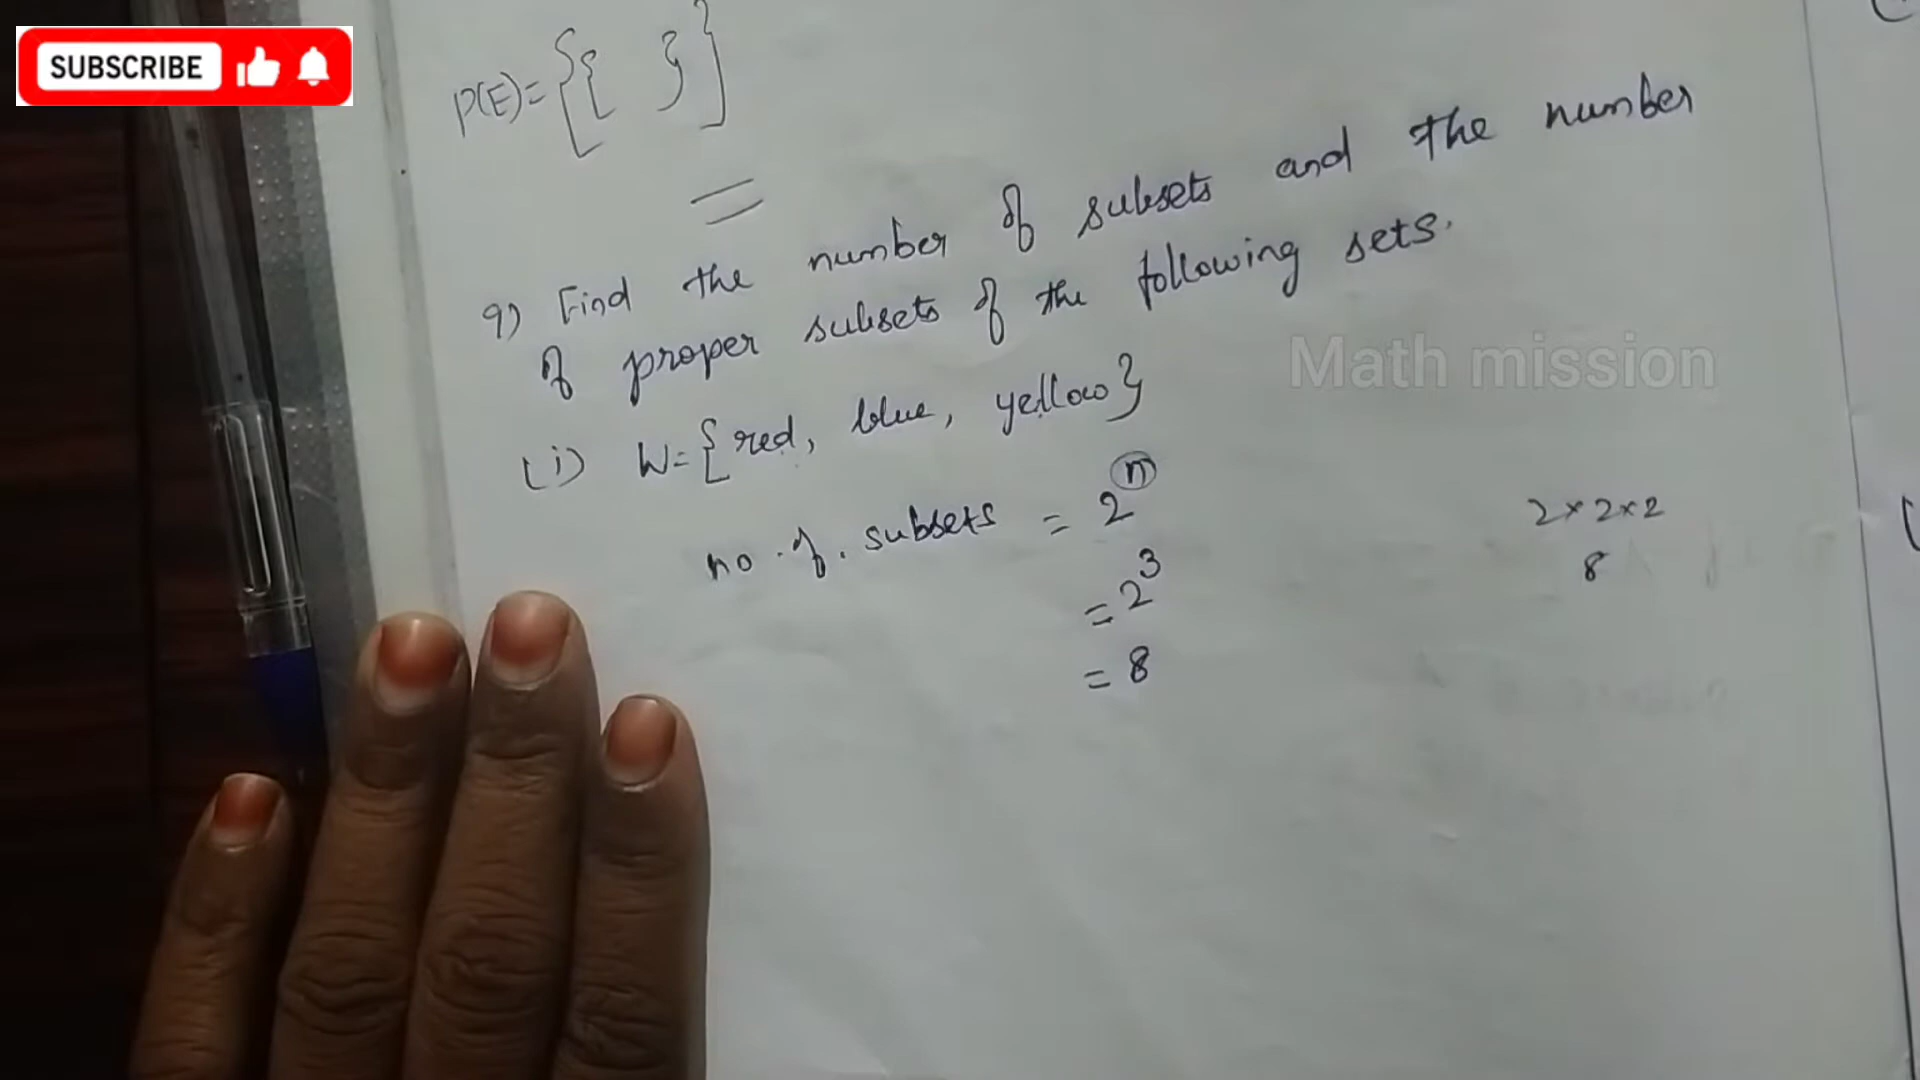 SUBSCRIBE
P(E)={{ }}
9) Find the number of subsets and the number
of proper subsets of the following sets.
Math mission
(i) W={red, blue, yellow}
no.of.subsets = 2^n
2×2×2
= 2^3
8
= 8